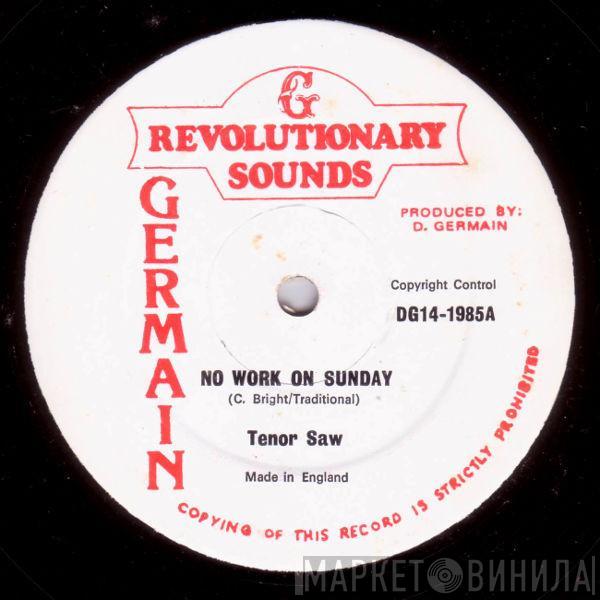 G
REVOLUTIONARY
SOUNDS
GERMAIN
PRODUCED BY:
D. GERMAIN
Copyright Control
DG14-1985A
NO WORK ON SUNDAY
(C. Bright/Traditional)
Tenor Saw
Made in England
COPYING OF THIS RECORD IS STRICTLY PROHIBITED
МАРКЕТ ВИНИЛА